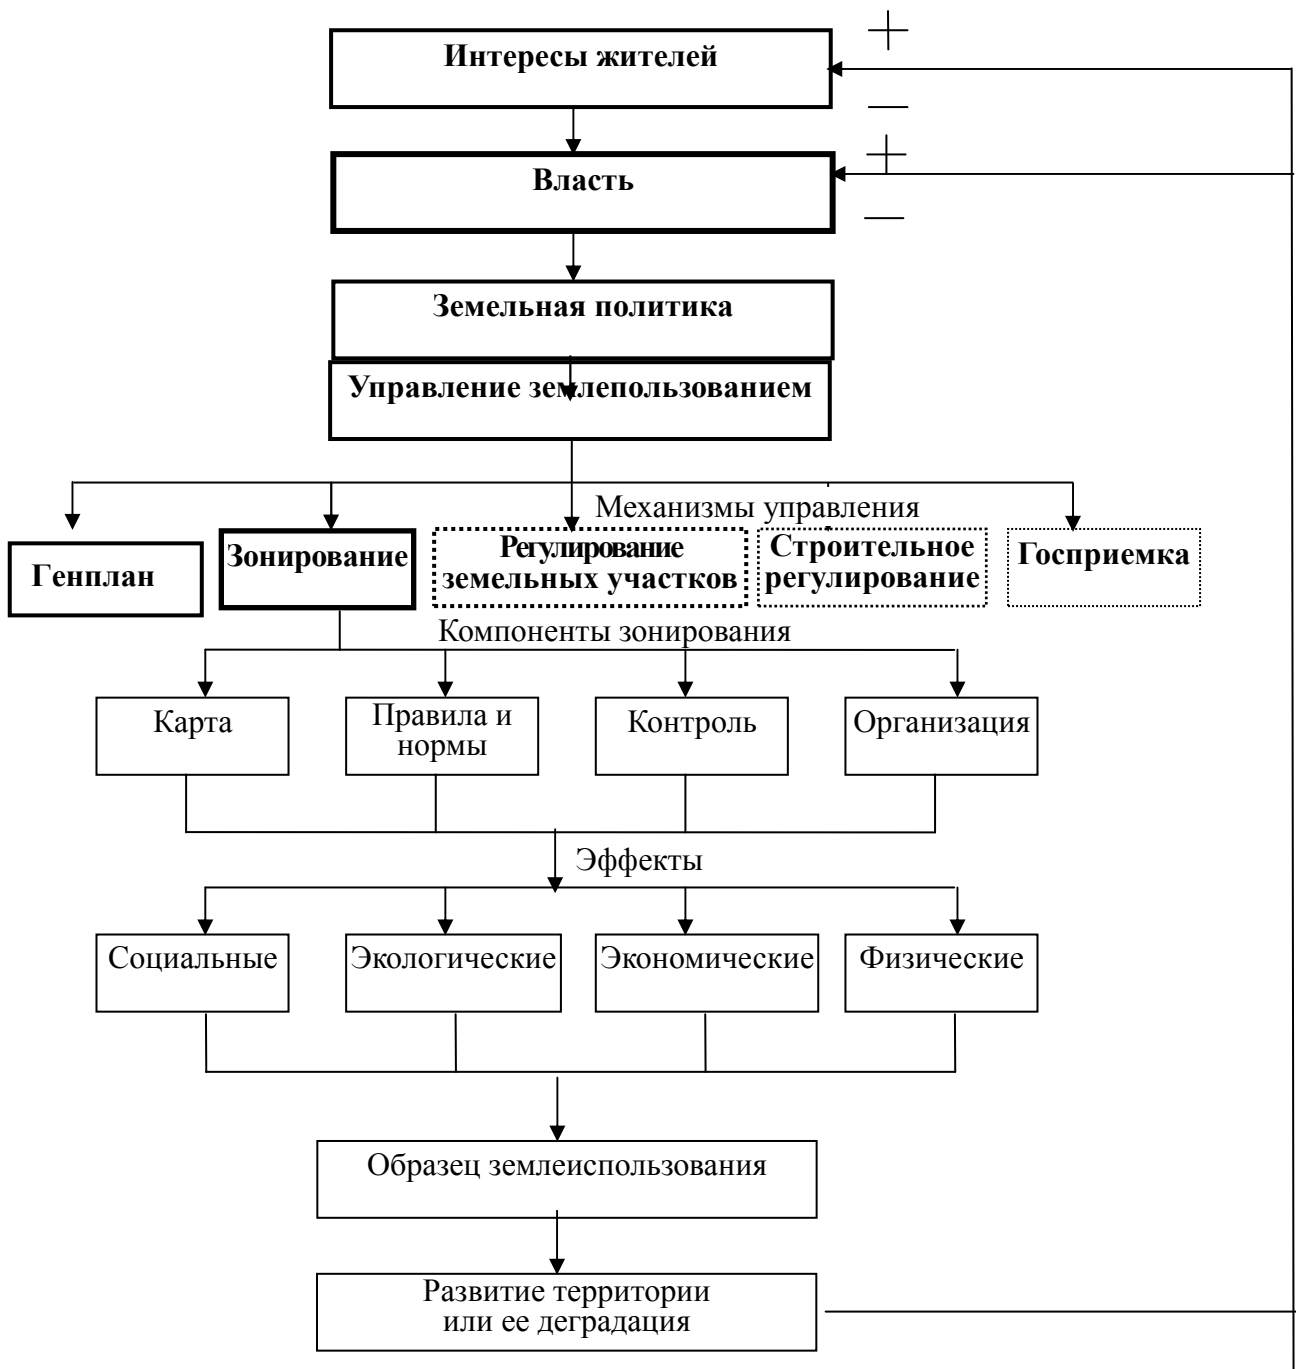 Интересы жителей
Власть
Земельная политика
Управление землепользованием
Механизмы управления
Генплан
Зонирование
Регулирование
земельных участков
Строительное
регулирование
Госприемка
Компоненты зонирования
Карта
Правила и
нормы
Контроль
Организация
Эффекты
Социальные
Экологические
Экономические
Физические
Образец землеиспользования
Развитие территории
или ее деградация